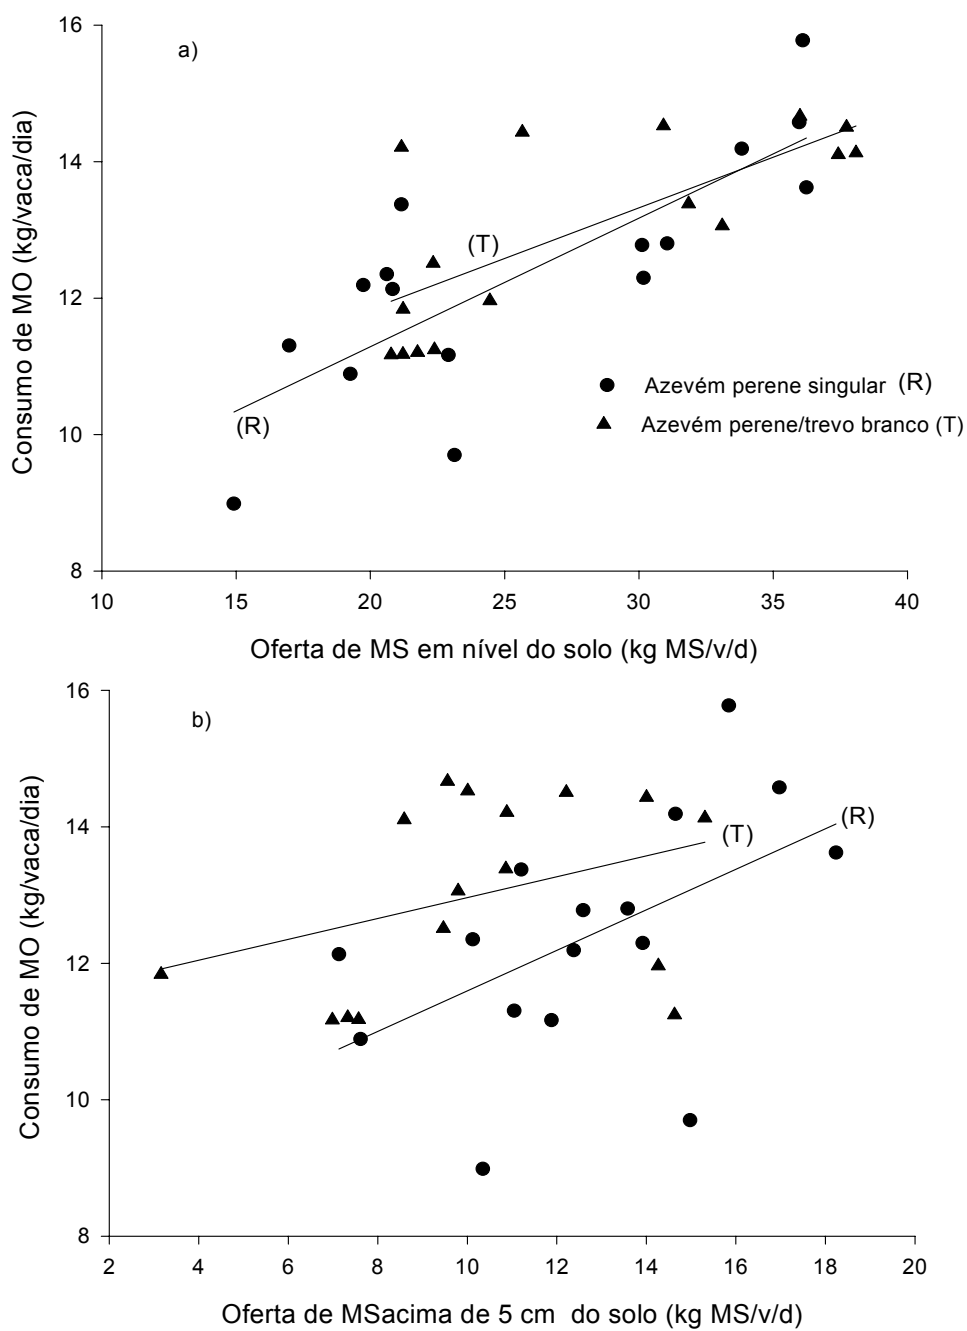 16
a)
14
(T)
12
Consumo de MO (kg/vaca/dia)
Azevém perene singular (R)
(R)
Azevém perene/trevo branco (T)
10
8
10 15 20 25 30 35 40
Oferta de MS em nível do solo (kg MS/v/d)
16
b)
14
(R)
(T)
12
Consumo de MO (kg/vaca/dia)
10
8
2 4 6 8 10 12 14 16 18 20
Oferta de MSacima de 5 cm do solo (kg MS/v/d)